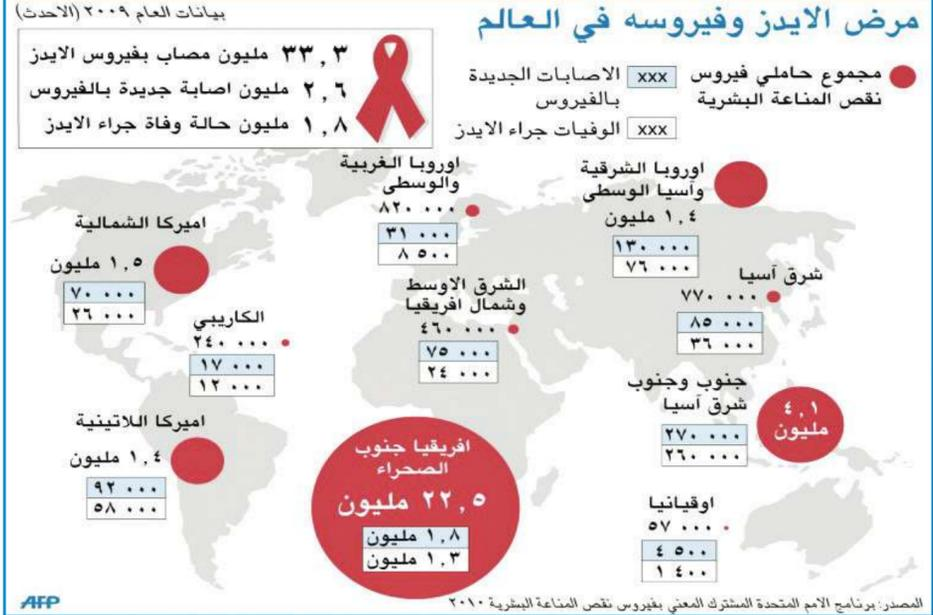 مرض الايدز وفيروسه في العالم
مجموع حاملي فيروس
نقص المناعة البشرية
xxx الاصابات الجديدة
بالفيروس
xxx الوفيات جراء الايدز
بيانات العام ٢٠٠٩ (الاحدث)
٣٣,٣ مليون مصاب بفيروس الايدز
٢,٦ مليون اصابة جديدة بالفيروس
١,٨ مليون حالة وفاة جراء الايدز
اوروبا الشرقية
وآسيا الوسطى
١,٤ مليون
١٣٠ ٠٠٠
٧٦ ٠٠٠
اوروبا الغربية
والوسطى
٨٢٠ ٠٠٠
٣١ ٠٠٠
٨ ٥٠٠
اميركا الشمالية
١,٥ مليون
٧٠ ٠٠٠
٢٦ ٠٠٠
شرق آسيا
٧٧٠ ٠٠٠
٨٥ ٠٠٠
٣٦ ٠٠٠
الشرق الاوسط
وشمال افريقيا
٤٦٠ ٠٠٠
٧٥ ٠٠٠
٢٤ ٠٠٠
الكاريبي
٢٤٠ ٠٠٠
١٧ ٠٠٠
١٢ ٠٠٠
جنوب وجنوب
شرق آسيا
٤,١
مليون
٢٧٠ ٠٠٠
٢٦٠ ٠٠٠
افريقيا جنوب
الصحراء
٢٢,٥ مليون
١,٨ مليون
١,٣ مليون
اميركا اللاتينية
١,٤ مليون
٩٢ ٠٠٠
٥٨ ٠٠٠
اوقيانيا
٥٧ ٠٠٠
٤ ٥٠٠
١ ٤٠٠
المصدر: برنامج الامم المتحدة المشترك المعني بفيروس نقص المناعة البشرية ٢٠١٠
AFP